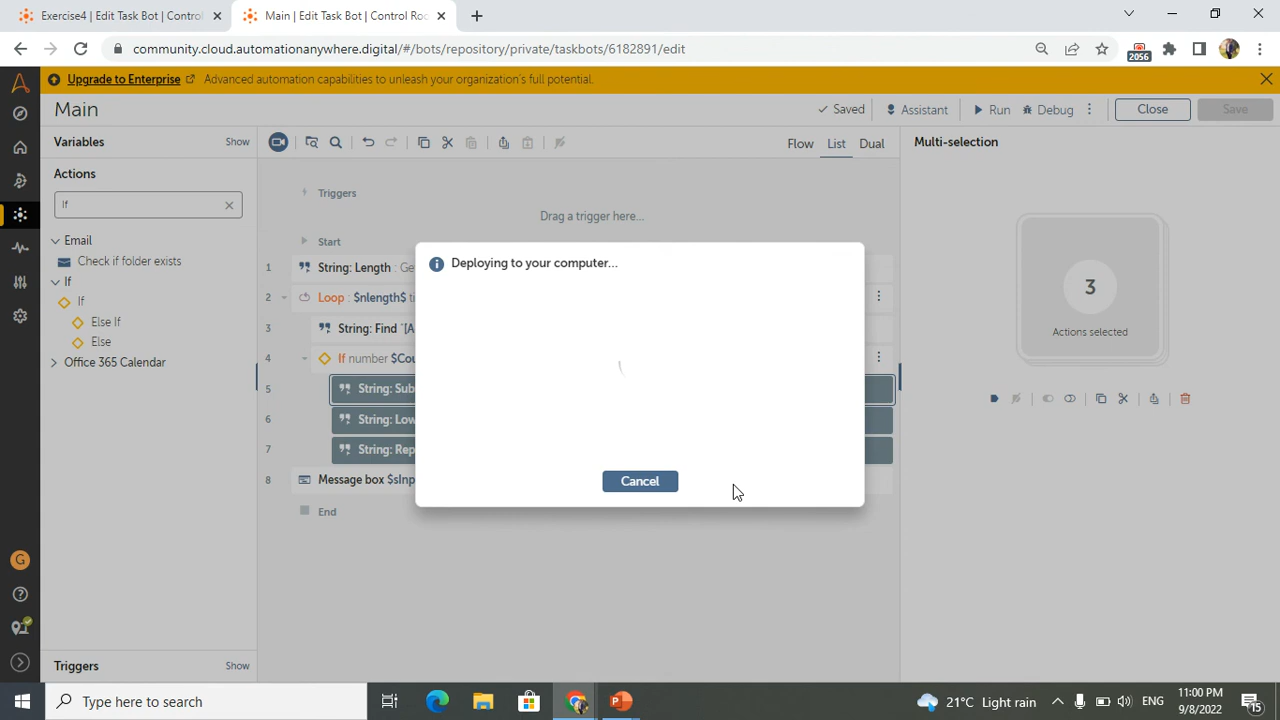 Exercise4 | Edit Task Bot | Control
Main | Edit Task Bot | Control Roo
community.cloud.automationanywhere.digital/#/bots/repository/private/taskbots/6182891/edit
2056
Upgrade to Enterprise Advanced automation capabilities to unleash your organization's full potential.
Main
Saved
Assistant
Run
Debug
Close
Save
Variables
Show
Flow
List
Dual
Multi-selection
Actions
If
Email
Check if folder exists
If
If
Else If
Else
Office 365 Calendar
Triggers
Drag a trigger here...
Start
1 String: Length : Ge
2 Loop : $nlength$ ti
3 String: Find "[A
4 If number $Cou
5 String: Sub
6 String: Low
7 String: Rep
8 Message box $sInp
End
Deploying to your computer...
Cancel
3
Actions selected
G
Triggers
Show
Type here to search
21°C Light rain
ENG
11:00 PM
9/8/2022
15